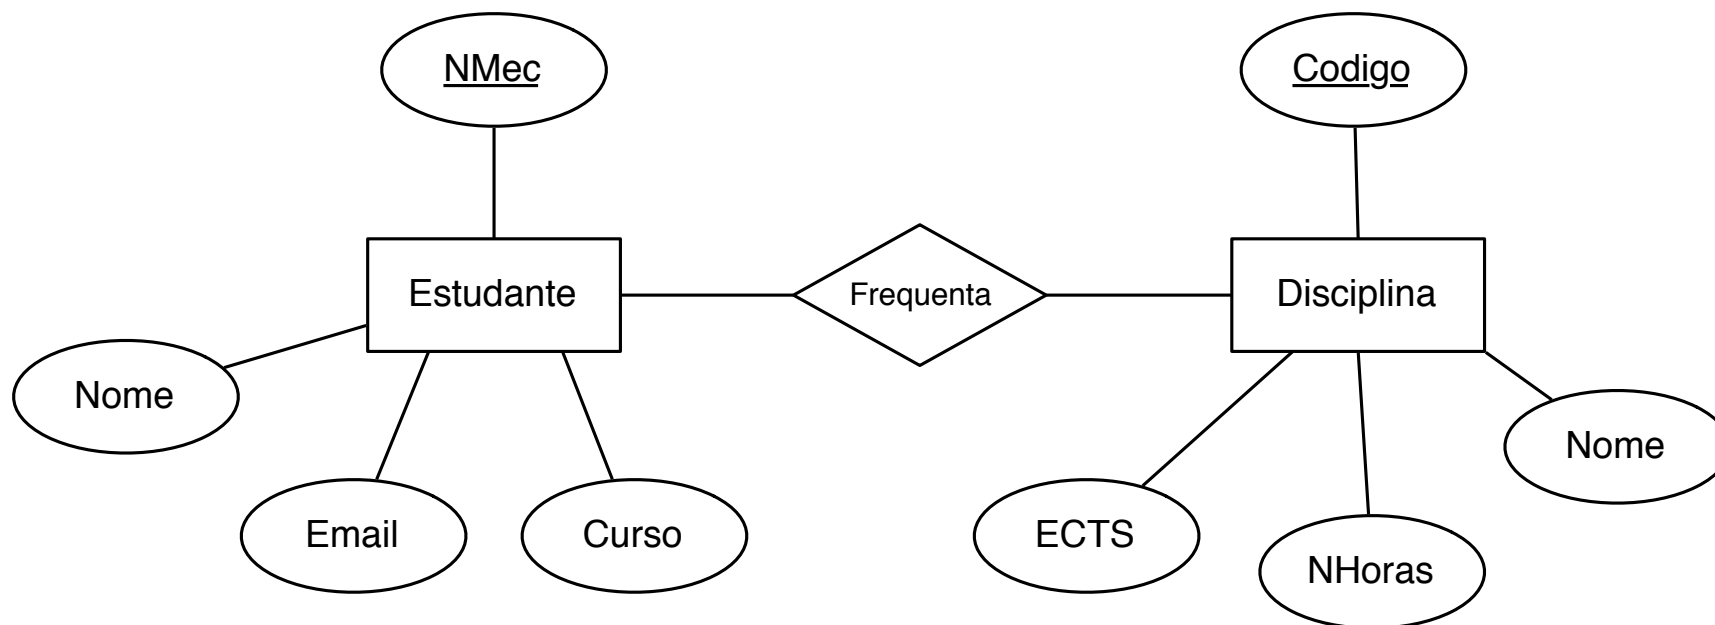 NMec
Codigo
Estudante
Frequenta
Disciplina
Nome
Nome
Email
Curso
ECTS
NHoras